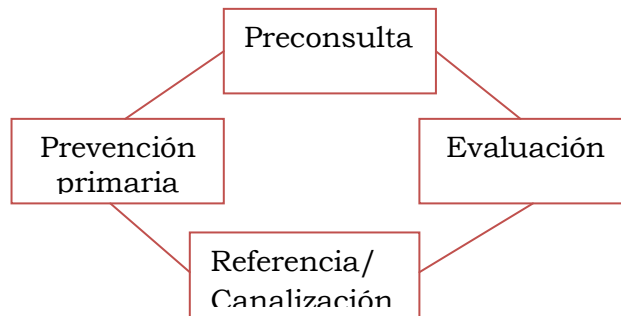 Preconsulta
Prevención
primaria
Evaluación
Referencia/
Canalización